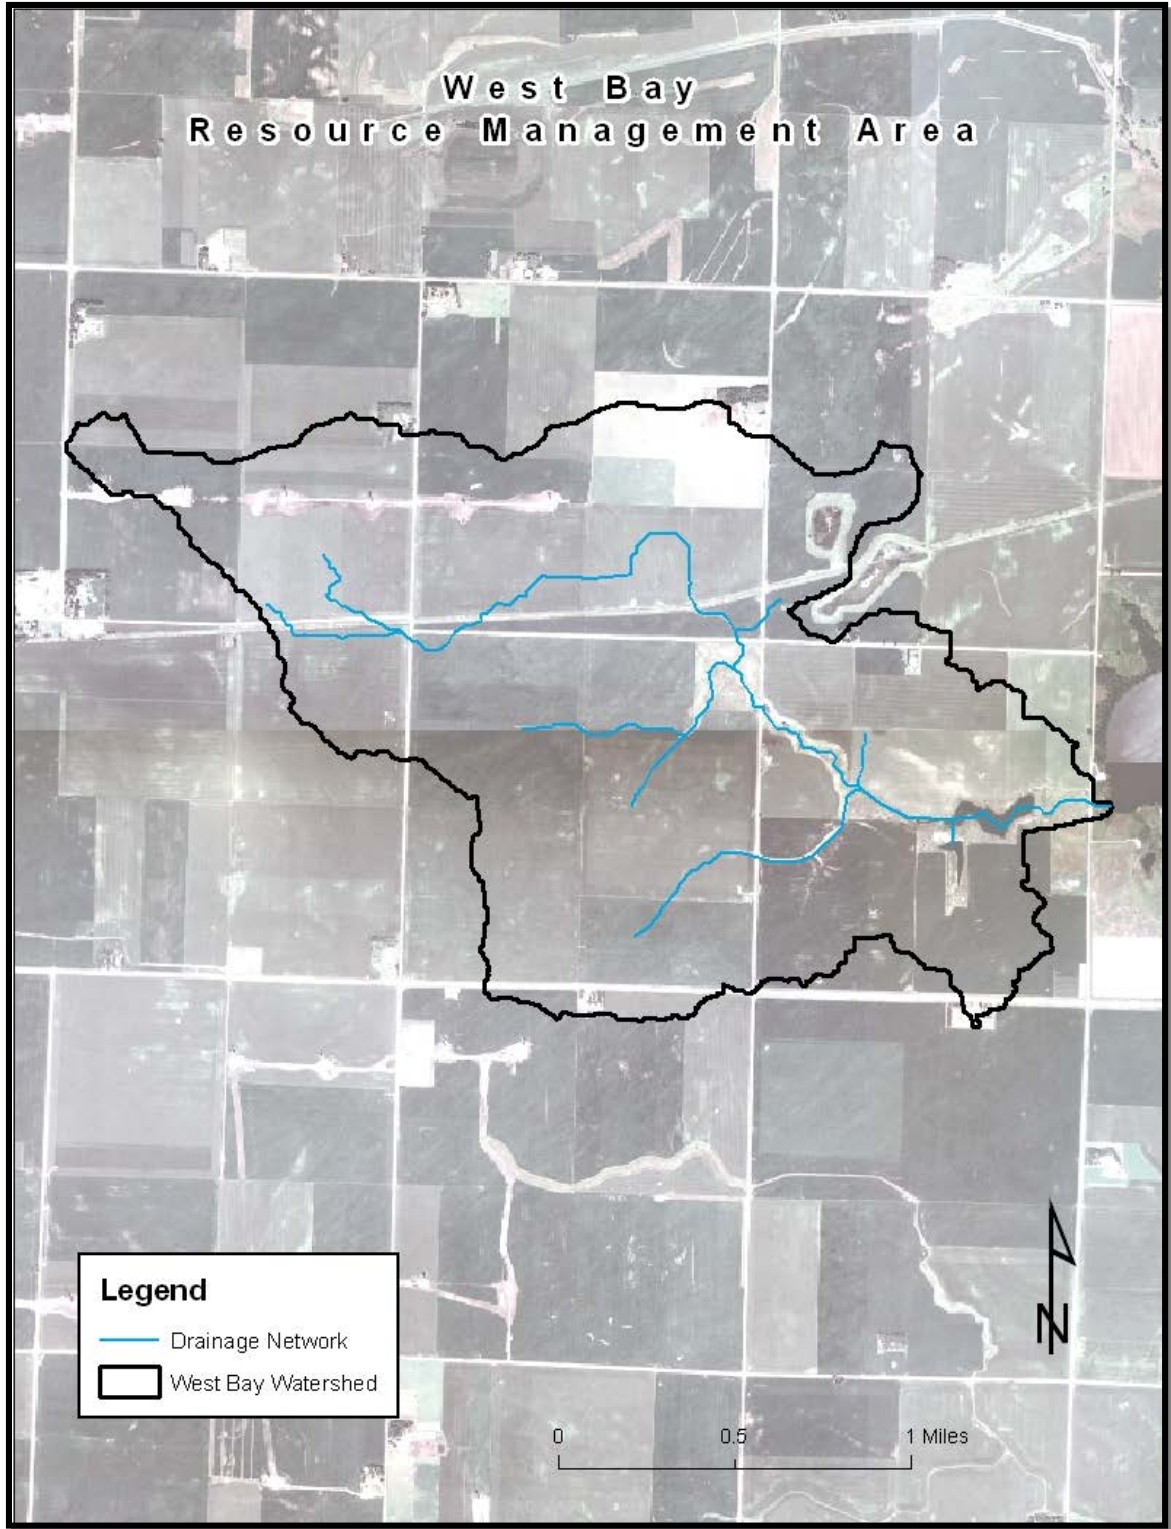 West Bay
Resource Management Area
Legend
Drainage Network
West Bay Watershed
N
0 0.5 1 Miles